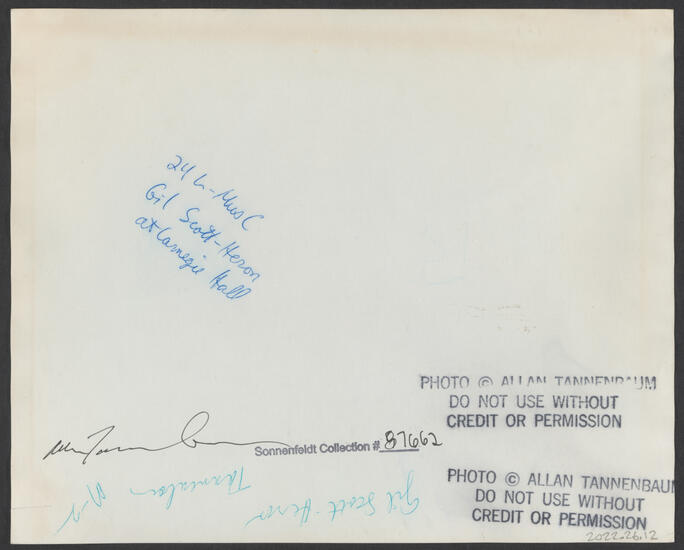 24 L-Mus C
Gil Scott-Heron
at Carnegie Hall
PHOTO © ALLAN TANNENBAUM
DO NOT USE WITHOUT
CREDIT OR PERMISSION
Sonnenfeldt Collection # 87662
Gil Scott-Heron
PHOTO © ALLAN TANNENBAUM
DO NOT USE WITHOUT
CREDIT OR PERMISSION
2022.26.12